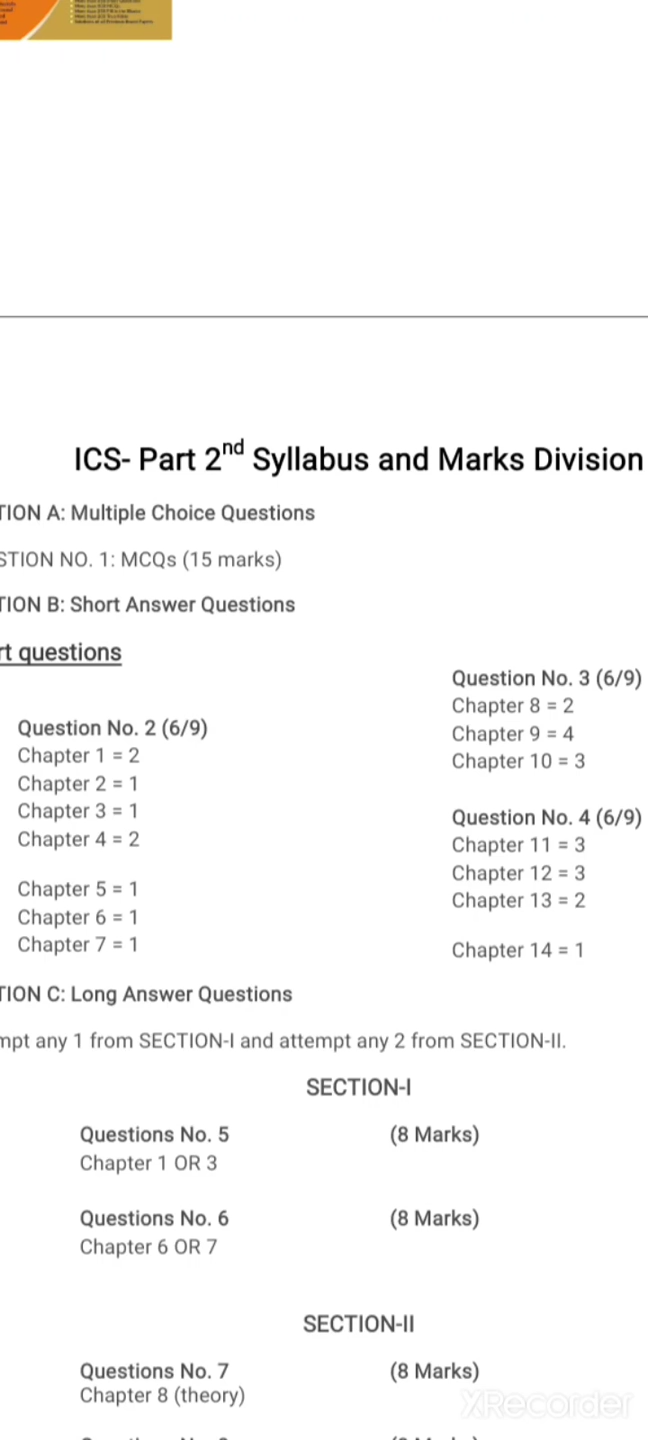 ICS- Part 2nd Syllabus and Marks Division
TION A: Multiple Choice Questions
STION NO. 1: MCQs (15 marks)
TION B: Short Answer Questions
rt questions
Question No. 2 (6/9)
Chapter 1 = 2
Chapter 2 = 1
Chapter 3 = 1
Chapter 4 = 2
Chapter 5 = 1
Chapter 6 = 1
Chapter 7 = 1
Question No. 3 (6/9)
Chapter 8 = 2
Chapter 9 = 4
Chapter 10 = 3
Question No. 4 (6/9)
Chapter 11 = 3
Chapter 12 = 3
Chapter 13 = 2
Chapter 14 = 1
TION C: Long Answer Questions
mpt any 1 from SECTION-I and attempt any 2 from SECTION-II.
SECTION-I
Questions No. 5 (8 Marks)
Chapter 1 OR 3
Questions No. 6 (8 Marks)
Chapter 6 OR 7
SECTION-II
Questions No. 7 (8 Marks)
Chapter 8 (theory)
XRecorder